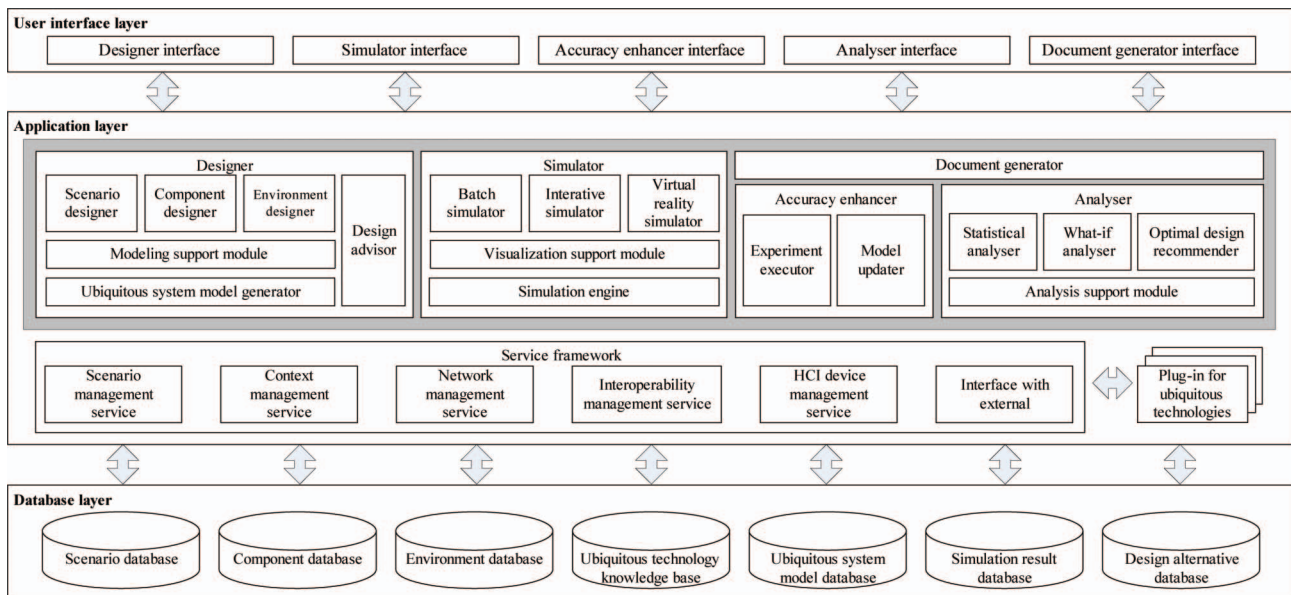 User interface layer
Designer interface
Simulator interface
Accuracy enhancer interface
Analyser interface
Document generator interface
Application layer
Designer
Scenario
designer
Component
designer
Environment
designer
Design
advisor
Modeling support module
Ubiquitous system model generator
Simulator
Batch
simulator
Interative
simulator
Virtual
reality
simulator
Visualization support module
Simulation engine
Document generator
Accuracy enhancer
Experiment
executor
Model
updater
Analyser
Statistical
analyser
What-if
analyser
Optimal design
recommender
Analysis support module
Service framework
Scenario
management
service
Context
management
service
Network
management
service
Interoperability
management service
HCI device
management
service
Interface with
external
Plug-in for
ubiquitous
technologies
Database layer
Scenario database
Component database
Environment database
Ubiquitous technology
knowledge base
Ubiquitous system
model database
Simulation result
database
Design alternative
database